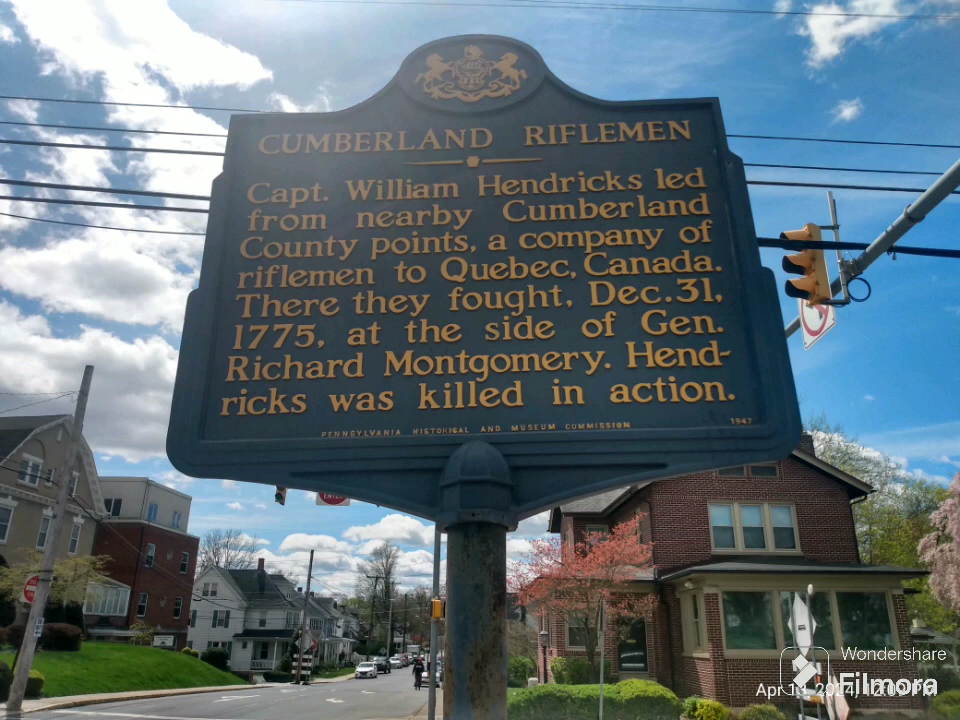 CUMBERLAND RIFLEMEN
Capt. William Hendricks led
from nearby Cumberland
County points, a company of
riflemen to Quebec, Canada.
There they fought, Dec. 31,
1775, at the side of Gen.
Richard Montgomery. Hend-
ricks was killed in action.
PENNSYLVANIA HISTORICAL AND MUSEUM COMMISSION
1947
ENTER
Wondershare
Filmora